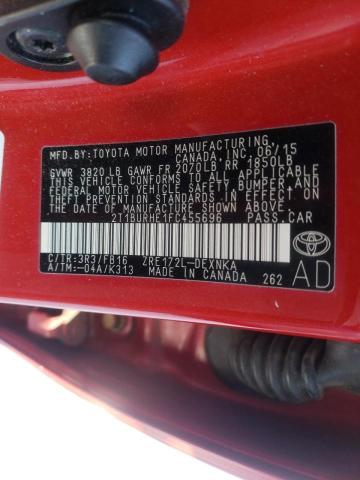 MFD.BY:TOYOTA MOTOR MANUFACTURING,
CANADA, INC. 06/15
GVWR 3820 LB GAWR FR 2070LB RR 1850LB
THIS VEHICLE CONFORMS TO ALL APPLICABLE
FEDERAL MOTOR VEHICLE SAFETY, BUMPER, AND
THEFT PREVENTION STANDARDS IN EFFECT ON
THE DATE OF MANUFACTURE SHOWN ABOVE.
2T1BURHE1FC455696 PASS.CAR
C/TR:3R3/FB16 ZRE172L-DEXNKA
A/TM:-04A/K313 MADE IN CANADA 262
TOYOTA
AD